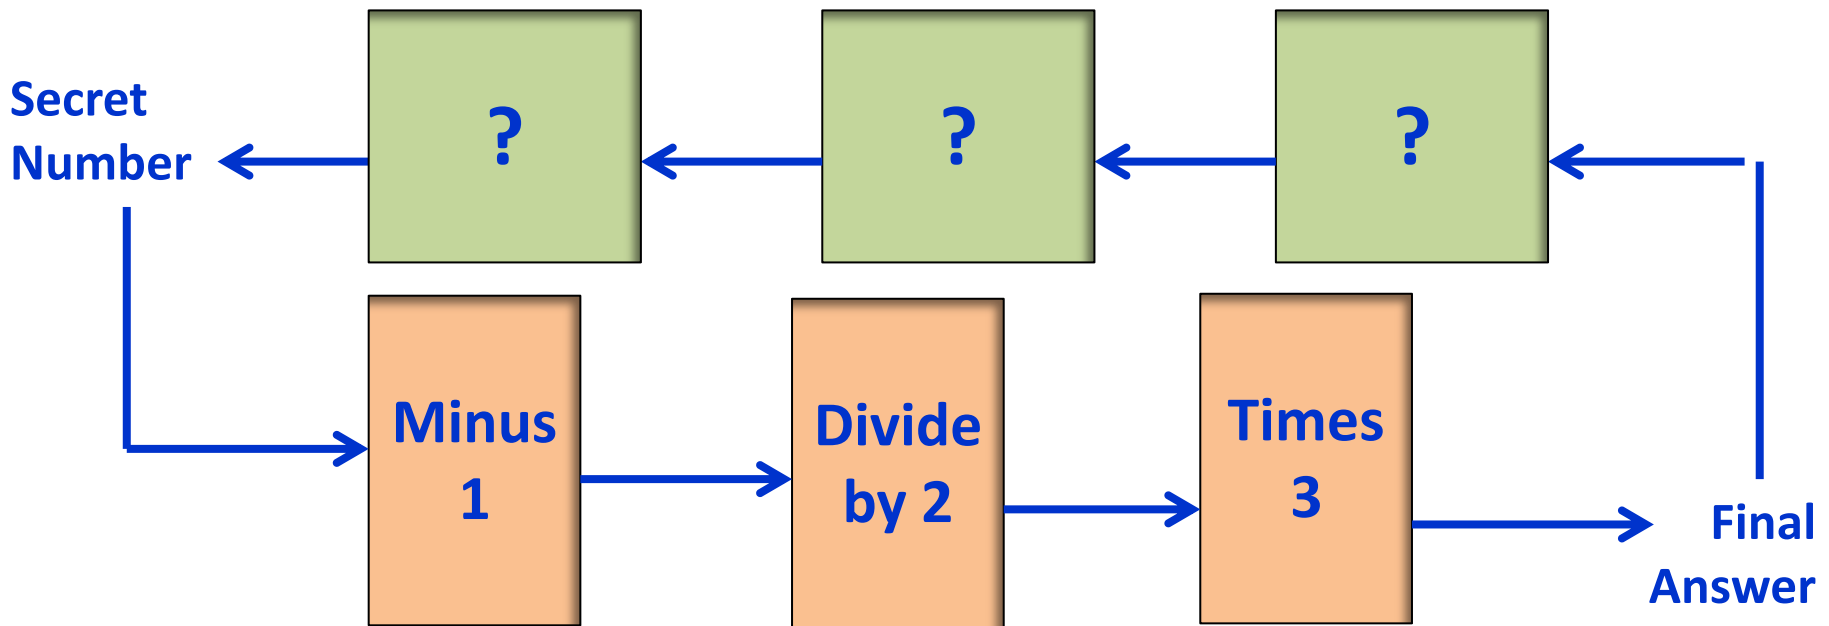 Secret
Number
?
?
?
Minus
1
Divide
by 2
Times
3
Final
Answer